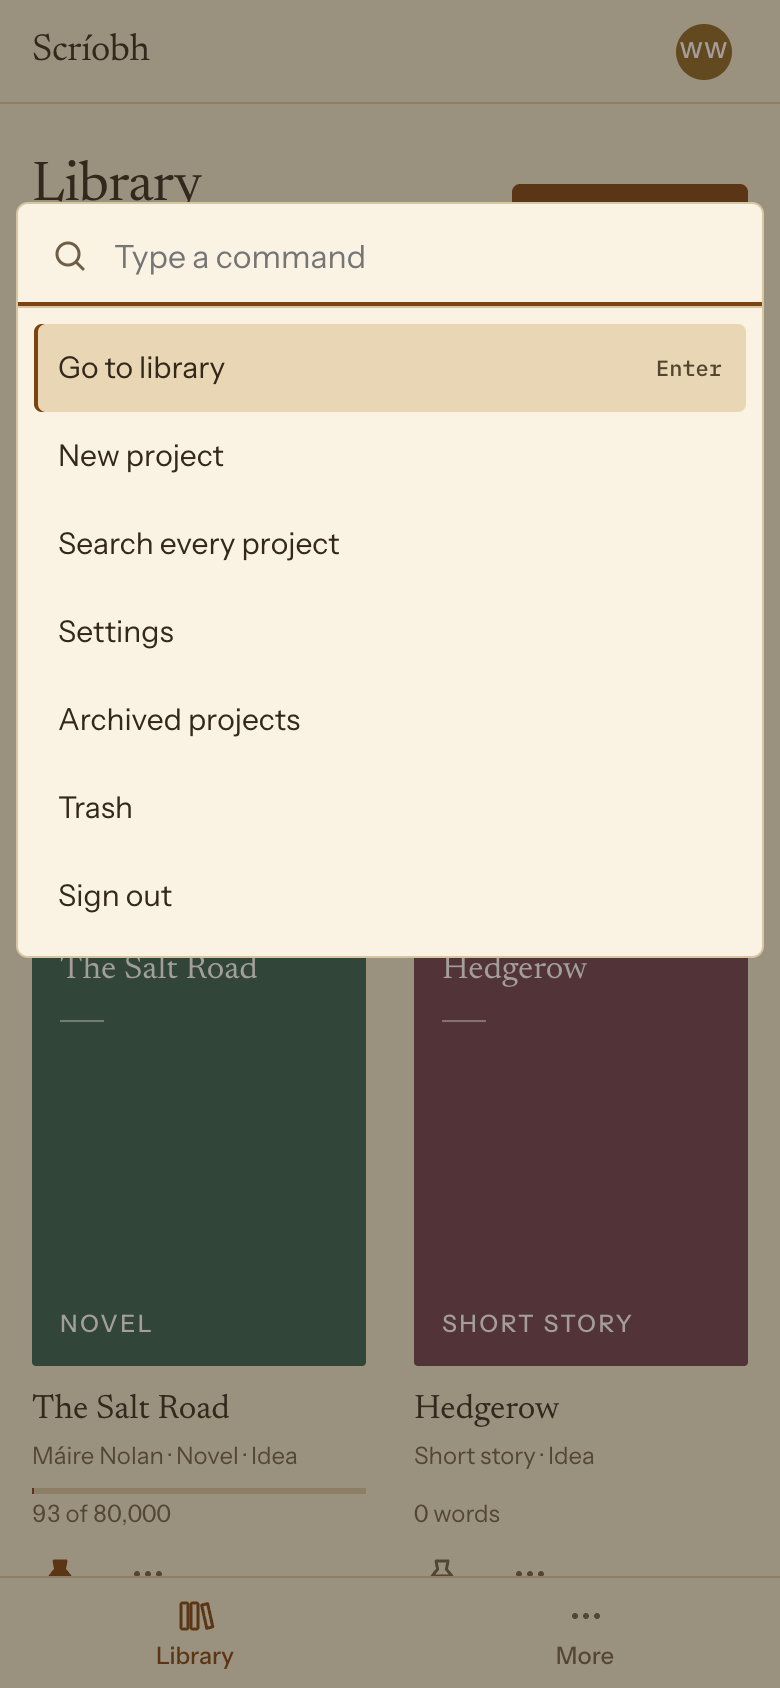 Scríobh
WW
Library
Type a command
Go to library
Enter
New project
Search every project
Settings
Archived projects
Trash
Sign out
The Salt Road
Hedgerow
NOVEL
SHORT STORY
The Salt Road
Hedgerow
Máire Nolan · Novel · Idea
Short story · Idea
93 of 80,000
0 words
Library
More